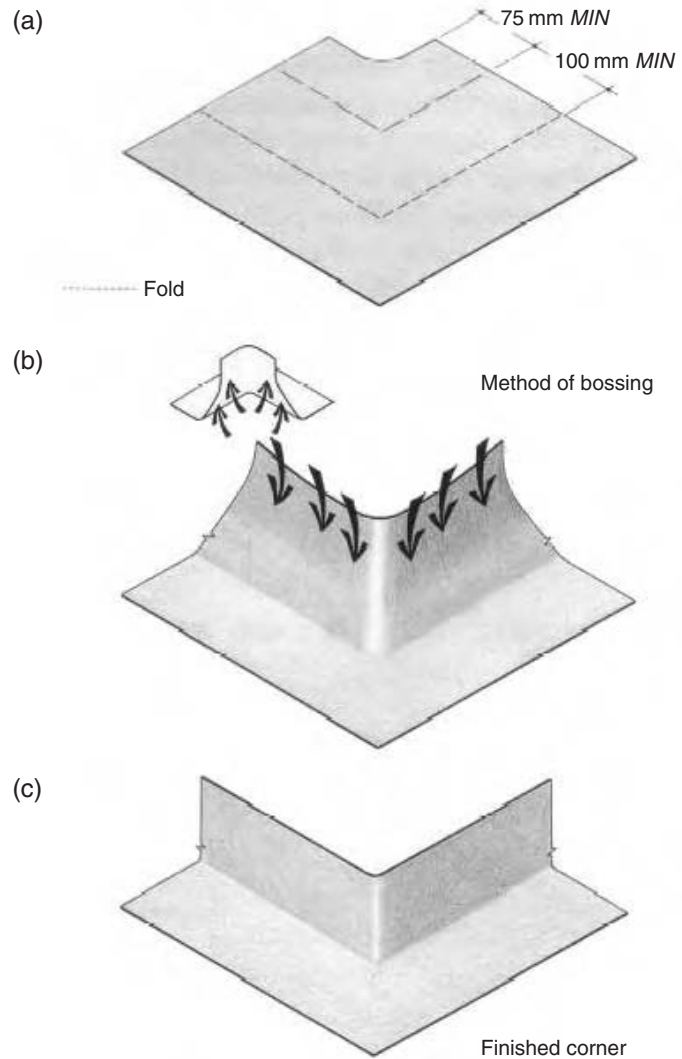 (a)
75 mm MIN
100 mm MIN
Fold
(b)
Method of bossing
(c)
Finished corner